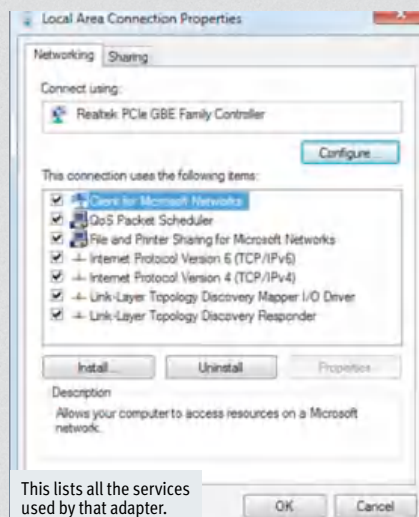 Local Area Connection Properties
Networking
Sharing
Connect using:
Realtek PCIe GBE Family Controller
Configure...
This connection uses the following items:
Client for Microsoft Networks
QoS Packet Scheduler
File and Printer Sharing for Microsoft Networks
Internet Protocol Version 6 (TCP/IPv6)
Internet Protocol Version 4 (TCP/IPv4)
Link-Layer Topology Discovery Mapper I/O Driver
Link-Layer Topology Discovery Responder
Install...
Uninstall
Properties
Description
Allows your computer to access resources on a Microsoft
network.
This lists all the services
used by that adapter.
OK
Cancel